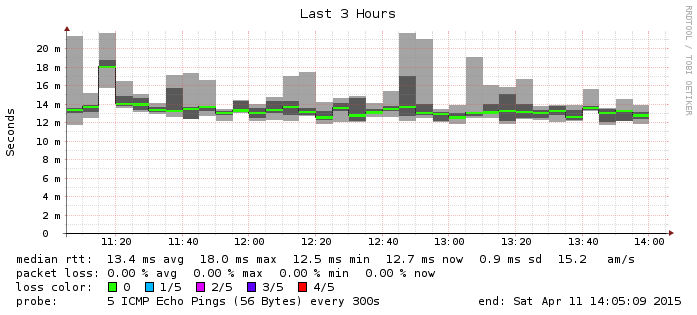 Last 3 Hours
RRDTOOL / TOBI OETIKER
Seconds
20 m
18 m
16 m
14 m
12 m
10 m
8 m
6 m
4 m
2 m
0
11:20 11:40 12:00 12:20 12:40 13:00 13:20 13:40 14:00
median rtt: 13.4 ms avg 18.0 ms max 12.5 ms min 12.7 ms now 0.9 ms sd 15.2 am/s
packet loss: 0.00 % avg 0.00 % max 0.00 % min 0.00 % now
loss color: 0 1/5 2/5 3/5 4/5
probe: 5 ICMP Echo Pings (56 Bytes) every 300s end: Sat Apr 11 14:05:09 2015